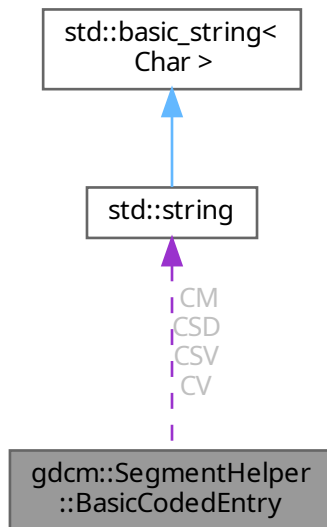 std::basic_string<
Char >
std::string
CM
CSD
CSV
CV
gdcm::SegmentHelper
::BasicCodedEntry